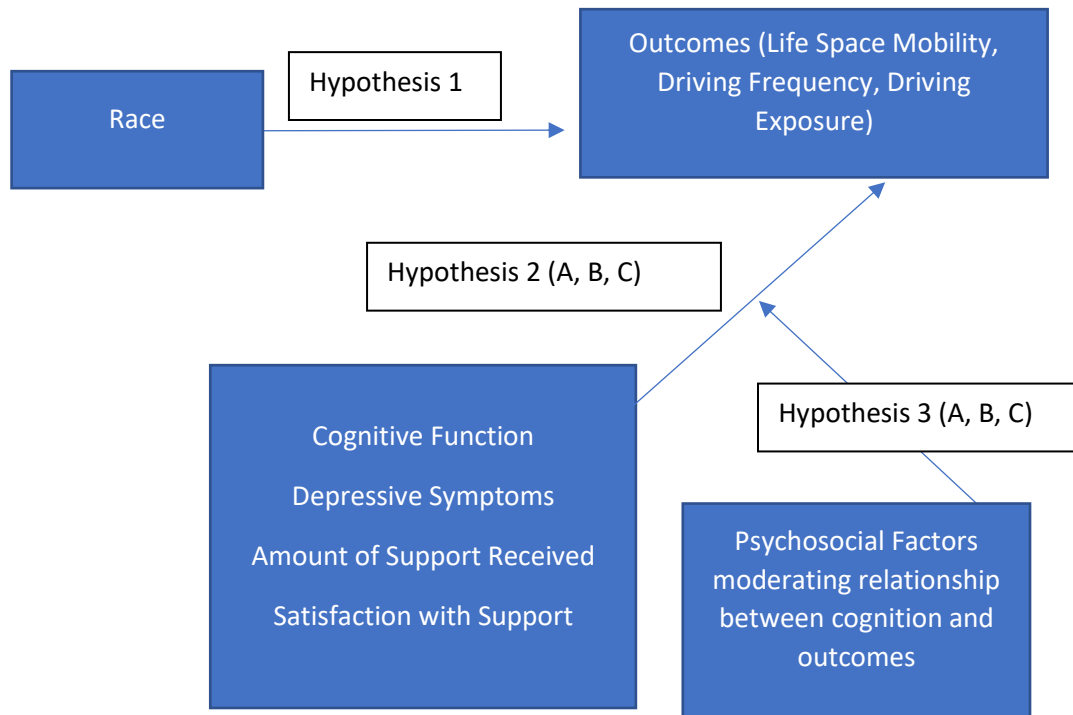 Race
Hypothesis 1
Outcomes (Life Space Mobility,
Driving Frequency, Driving
Exposure)
Hypothesis 2 (A, B, C)
Cognitive Function
Depressive Symptoms
Amount of Support Received
Satisfaction with Support
Hypothesis 3 (A, B, C)
Psychosocial Factors
moderating relationship
between cognition and
outcomes